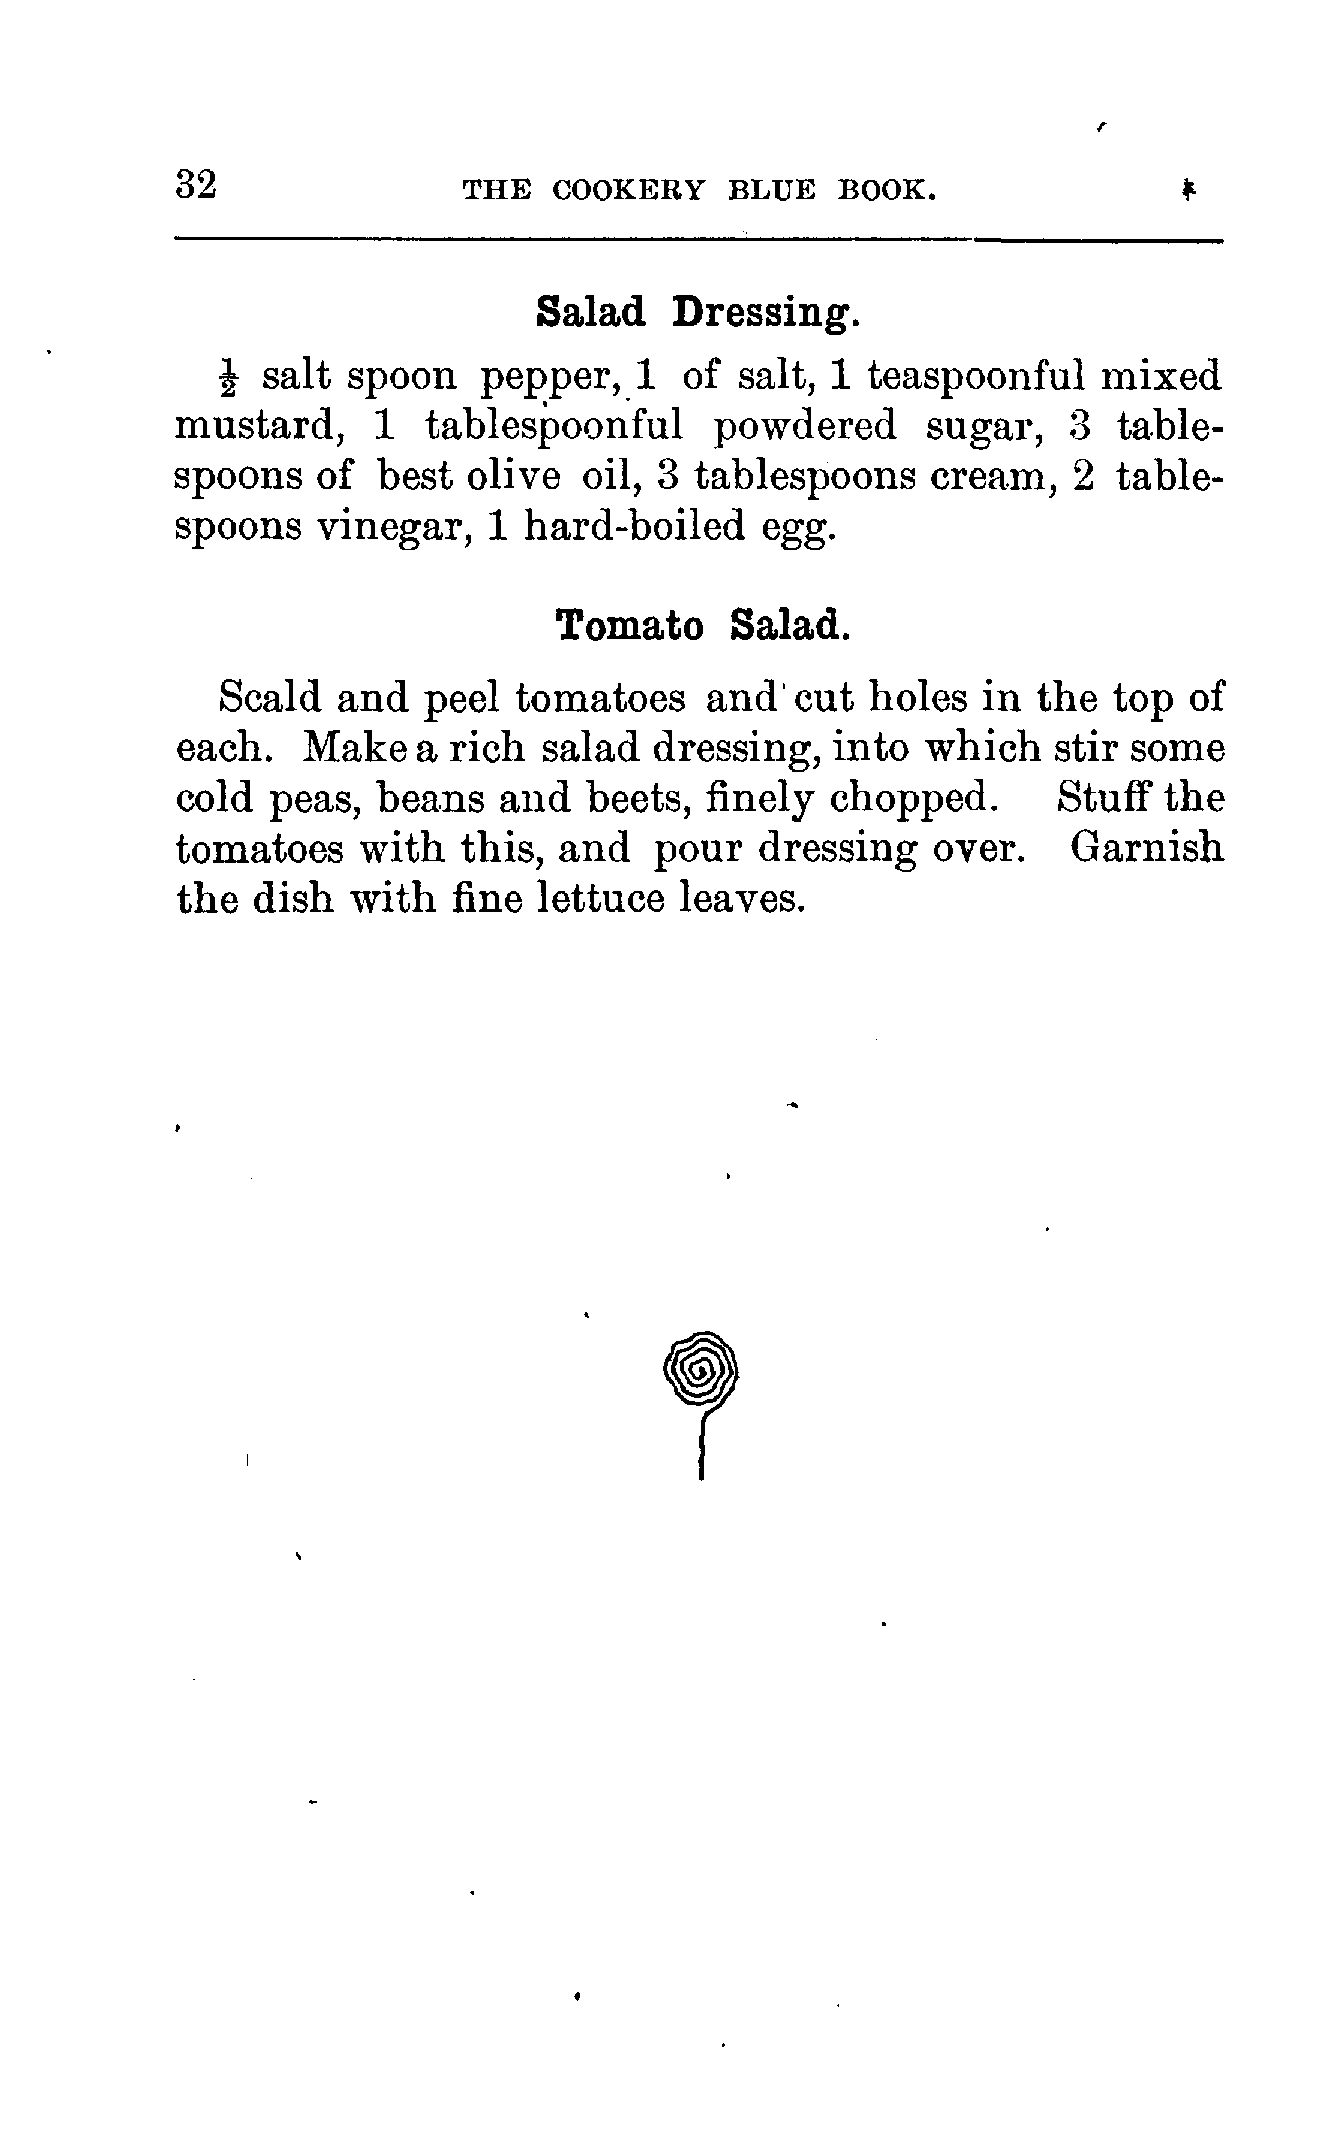 32 THE COOKERY BLUE BOOK.
Salad Dressing.
½ salt spoon pepper, 1 of salt, 1 teaspoonful mixed
mustard, 1 tablespoonful powdered sugar, 3 table-
spoons of best olive oil, 3 tablespoons cream, 2 table-
spoons vinegar, 1 hard-boiled egg.
Tomato Salad.
Scald and peel tomatoes and cut holes in the top of
each. Make a rich salad dressing, into which stir some
cold peas, beans and beets, finely chopped. Stuff the
tomatoes with this, and pour dressing over. Garnish
the dish with fine lettuce leaves.